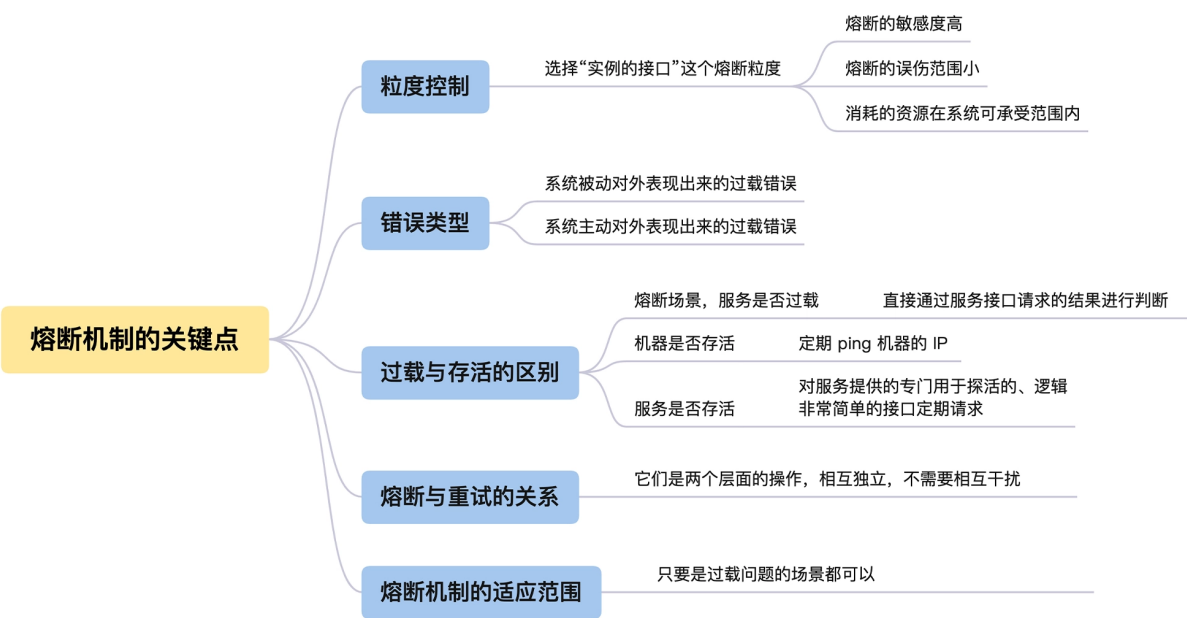 熔断机制的关键点
粒度控制
选择“实例的接口”这个熔断粒度
熔断的敏感度高
熔断的误伤范围小
消耗的资源在系统可承受范围内
错误类型
系统被动对外表现出来的过载错误
系统主动对外表现出来的过载错误
过载与存活的区别
熔断场景，服务是否过载
直接通过服务接口请求的结果进行判断
机器是否存活
定期 ping 机器的 IP
服务是否存活
对服务提供的专门用于探活的、逻辑
非常简单的接口定期请求
熔断与重试的关系
它们是两个层面的操作，相互独立，不需要相互干扰
熔断机制的适应范围
只要是过载问题的场景都可以